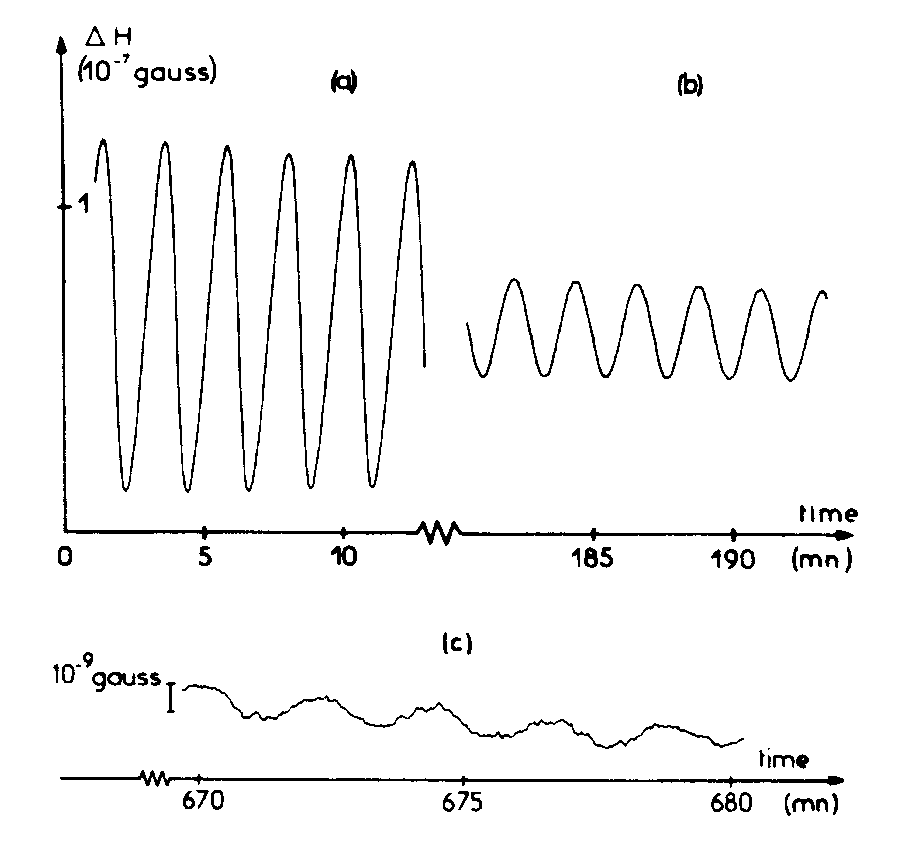 Δ H
(10⁻⁷ gauss)
(a)
(b)
1
time
0 5 10 185 190 (mn)
(c)
10⁻⁹ gauss
time
670 675 680 (mn)